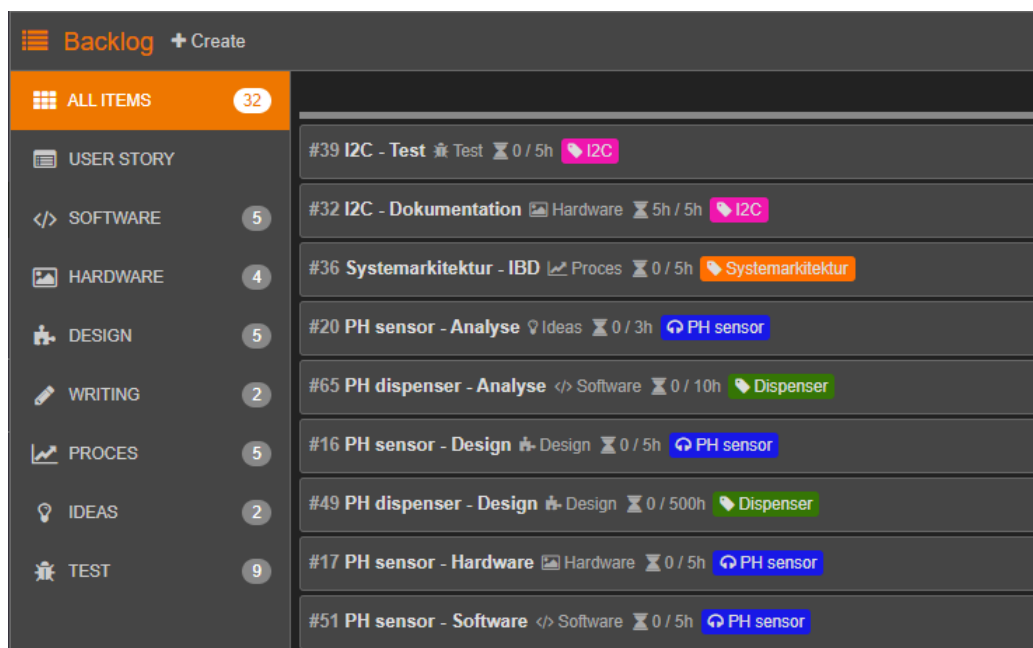 Backlog + Create
ALL ITEMS 32
USER STORY
</> SOFTWARE 5
HARDWARE 4
DESIGN 5
WRITING 2
PROCES 5
IDEAS 2
TEST 9
#39 I2C - Test Test 0 / 5h I2C
#32 I2C - Dokumentation Hardware 5h / 5h I2C
#36 Systemarkitektur - IBD Proces 0 / 5h Systemarkitektur
#20 PH sensor - Analyse Ideas 0 / 3h PH sensor
#65 PH dispenser - Analyse </> Software 0 / 10h Dispenser
#16 PH sensor - Design Design 0 / 5h PH sensor
#49 PH dispenser - Design Design 0 / 500h Dispenser
#17 PH sensor - Hardware Hardware 0 / 5h PH sensor
#51 PH sensor - Software </> Software 0 / 5h PH sensor